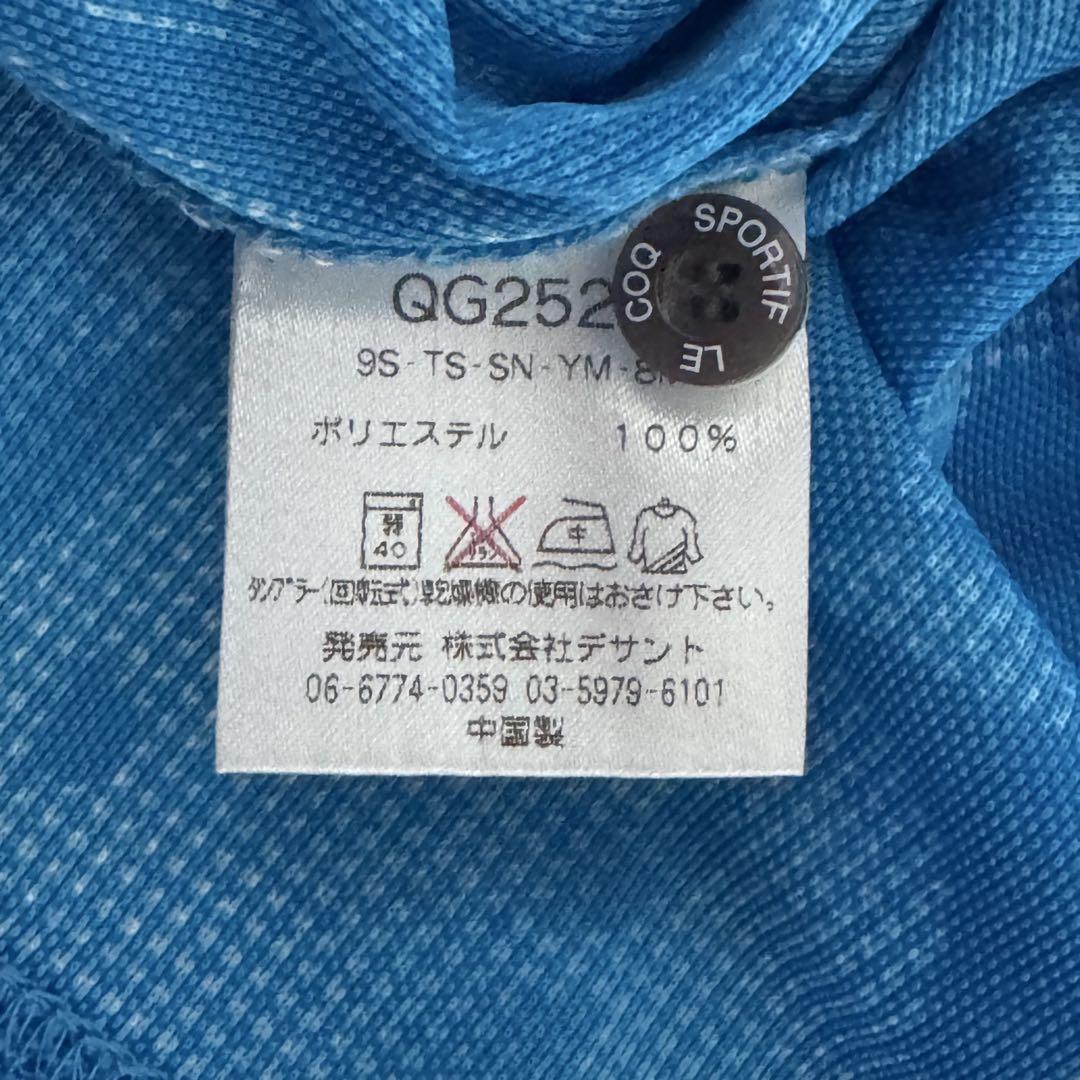 QG252
9S-TS-SN-YM-
ポリエステル 100%
40
中
タンブラー(回転式)乾燥機の使用はおさけ下さい。
発売元 株式会社デサント
06-6774-0359 03-5979-6101
中国製
LE COQ SPORTIF